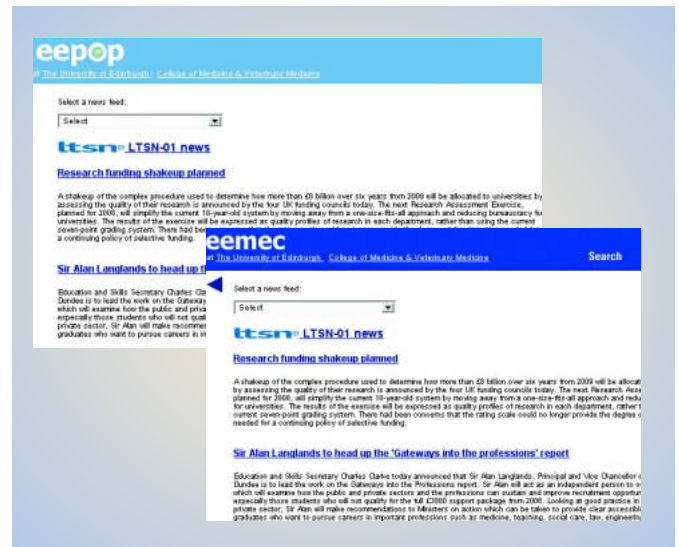 eepop
at The University of Edinburgh, College of Medicine & Veterinary Medicine
Select a news feed:
Select
ltsn LTSN-01 news
Research funding shakeup planned
A shakeup of the complex procedure used to determine how more than £8 billion over six years from 2009 will be allocated to universities by
assessing the quality of their research is announced by the four UK funding councils today. The next Research Assessment Exercise,
planned for 2008, will simplify the current 18-year-old system by moving away from a one-size-fits-all approach and reducing bureaucracy for
universities. The results of the exercise will be expressed as quality profiles of research in each department, rather than using the current
seven-point grading system. There had
a continuing policy of selective funding.
Sir Alan Langlands to head up
Education and Skills Secretary Charles
Dundee is to lead the work on the Gateway
which will examine how the public and
especially those students who will not
private sector, Sir Alan will make
graduates who want to pursue careers in
eemec
at The University of Edinburgh, College of Medicine & Veterinary Medicine
Search
Select a news feed:
Select
ltsn LTSN-01 news
Research funding shakeup planned
A shakeup of the complex procedure used to determine how more than £8 billion over six years from 2009 will be
by assessing the quality of their research is announced by the four UK funding councils today. The next Research
planned for 2008, will simplify the current 18-year-old system by moving away from a one-size-fits-all approach and
for universities. The results of the exercise will be expressed as quality profiles of research in each department, rather
current seven-point grading system. There had been concerns that the rating scale could no longer provide the degree
needed for a continuing policy of selective funding.
Sir Alan Langlands to head up the 'Gateways into the professions' report
Education and Skills Secretary Charles Clarke today announced that Sir Alan Langlands, Principal and Vice Chancellor
Dundee is to lead the work on the Gateways into the Professions report. Sir Alan will act as an independent person to
which will examine how the public and private sectors and the professions can sustain and improve recruitment
especially those students who will not qualify for the full £3000 support package from 2006. Looking at good practice in
private sector, Sir Alan will make recommendations to Ministers on action which can be taken to provide clear
graduates who want to pursue careers in important professions such as medicine, teaching, social care, law,